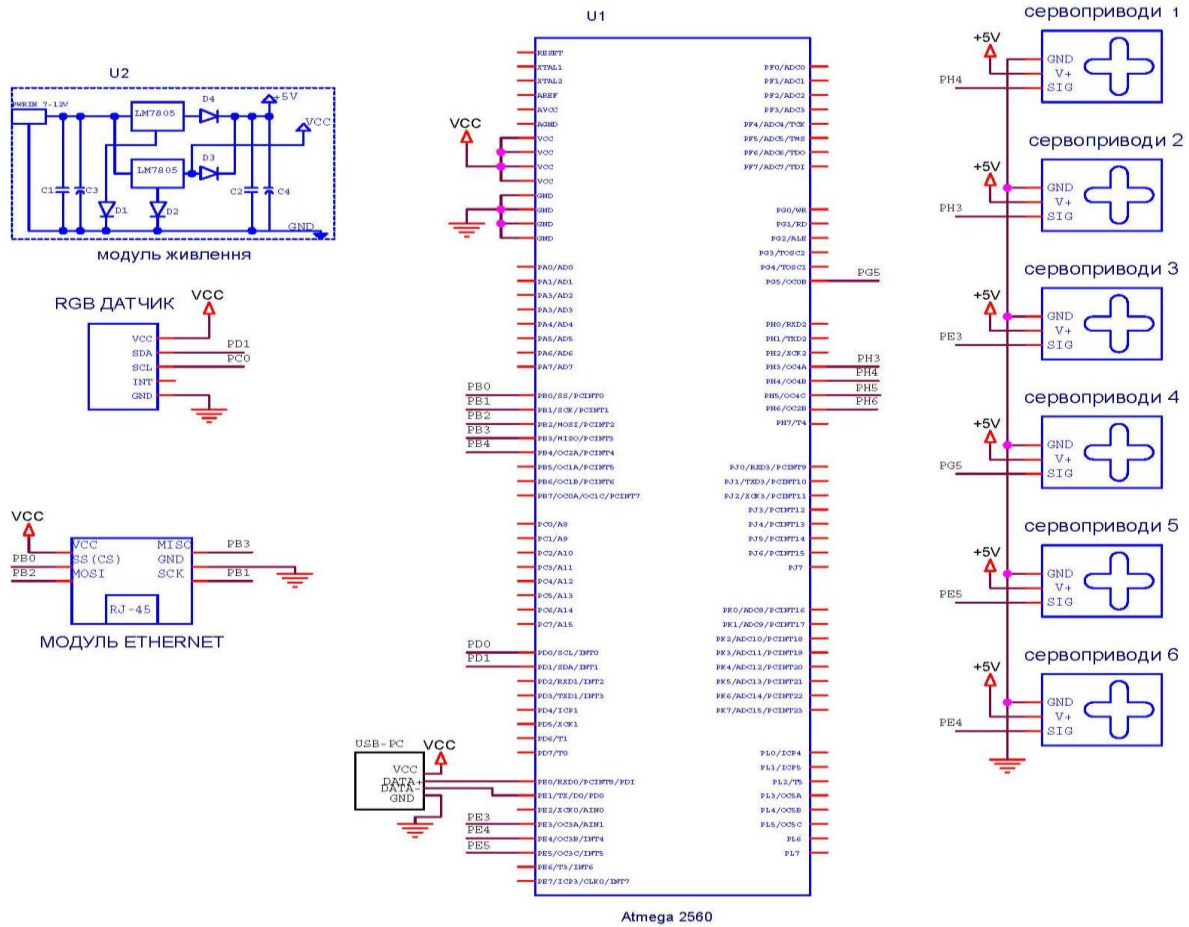 U2
PWRIN 7-12V
LM7805
D4
+5V
VCC
LM7805
D3
C1
C3
D1
D2
C2
C4
GND
модуль живлення
RGB ДАТЧИК
VCC
VCC
SDA
PD1
SCL
PC0
INT
GND
VCC
VCC
MISO
PB3
PB0
SS(CS)
GND
PB2
MOSI
SCK
PB1
RJ-45
МОДУЛЬ ETHERNET
USB-PC
VCC
VCC
DATA+
DATA-
GND
U1
VCC
RESET
XTAL1
XTAL2
AREF
AVCC
AGND
VCC
VCC
VCC
VCC
GND
GND
GND
GND
PA0/AD0
PA1/AD1
PA3/AD2
PA3/AD3
PA4/AD4
PA5/AD5
PA6/AD6
PA7/AD7
PB0
PB0/SS/PCINT0
PB1
PB1/SCK/PCINT1
PB2
PB2/MOSI/PCINT2
PB3
PB3/MISO/PCINT3
PB4
PB4/OC2A/PCINT4
PB5/OC1A/PCINT5
PB6/OC1B/PCINT6
PB7/OC0A/OC1C/PCINT7
PC0/A8
PC1/A9
PC2/A10
PC3/A11
PC4/A12
PC5/A13
PC6/A14
PC7/A15
PD0
PD0/SCL/INT0
PD1
PD1/SDA/INT1
PD2/RXD1/INT2
PD3/TXD1/INT3
PD4/ICP1
PD5/XCK1
PD6/T1
PD7/T0
PE0/RXD0/PCINT8/PDI
PE1/TX/D0/PD0
PE2/XCK0/AIN0
PE3
PE3/OC3A/AIN1
PE4
PE4/OC3B/INT4
PE5
PE5/OC3C/INT5
PE6/T3/INT6
PE7/ICP3/CLK0/INT7
PF0/ADC0
PF1/ADC1
PF2/ADC2
PF3/ADC3
PF4/ADC4/TCK
PF5/ADC5/TMS
PF6/ADC6/TDO
PF7/ADC7/TDI
PG0/WR
PG1/RD
PG2/ALE
PG3/TOSC2
PG4/TOSC1
PG5/OC0B
PG5
PH0/RXD2
PH1/TXD2
PH2/XCK2
PH3/OC4A
PH3
PH4/OC4B
PH4
PH5/OC4C
PH5
PH6/OC2B
PH6
PH7/T4
PJ0/RXD3/PCINT9
PJ1/TXD3/PCINT10
PJ2/XCK3/PCINT11
PJ3/PCINT12
PJ4/PCINT13
PJ5/PCINT14
PJ6/PCINT15
PJ7
PK0/ADC8/PCINT16
PK1/ADC9/PCINT17
PK2/ADC10/PCINT18
PK3/ADC11/PCINT19
PK4/ADC12/PCINT20
PK5/ADC13/PCINT21
PK6/ADC14/PCINT22
PK7/ADC15/PCINT23
PL0/ICP4
PL1/ICP5
PL2/T5
PL3/OC5A
PL4/OC5B
PL5/OC5C
PL6
PL7
Atmega 2560
сервоприводи 1
+5V
GND
V+
PH4
SIG
сервоприводи 2
+5V
GND
V+
PH3
SIG
сервоприводи 3
+5V
GND
V+
PE3
SIG
сервоприводи 4
+5V
GND
V+
PG5
SIG
сервоприводи 5
+5V
GND
V+
PE5
SIG
сервоприводи 6
+5V
GND
V+
PE4
SIG